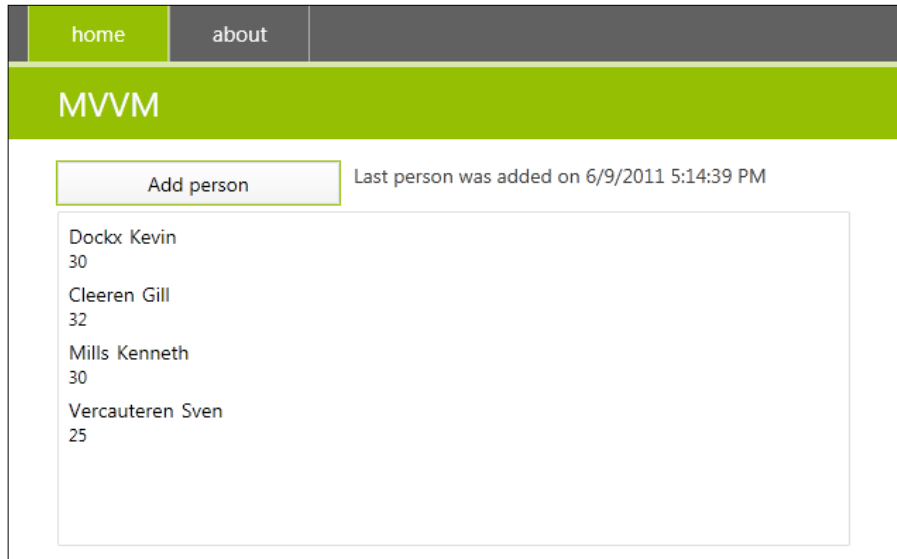 home about
MVVM
Add person Last person was added on 6/9/2011 5:14:39 PM
Dockx Kevin
30
Cleeren Gill
32
Mills Kenneth
30
Vercauteren Sven
25